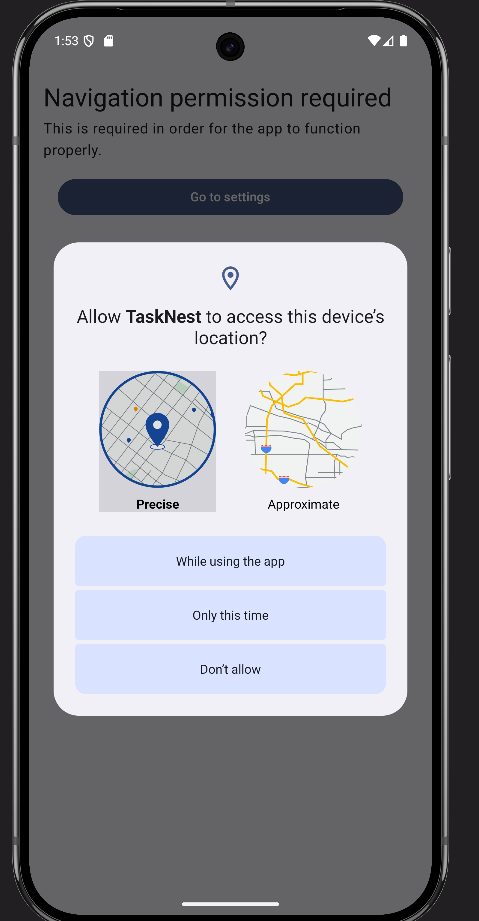 1:53
Navigation permission required
This is required in order for the app to function
properly.
Go to settings
Allow TaskNest to access this device’s
location?
Precise
Approximate
While using the app
Only this time
Don’t allow